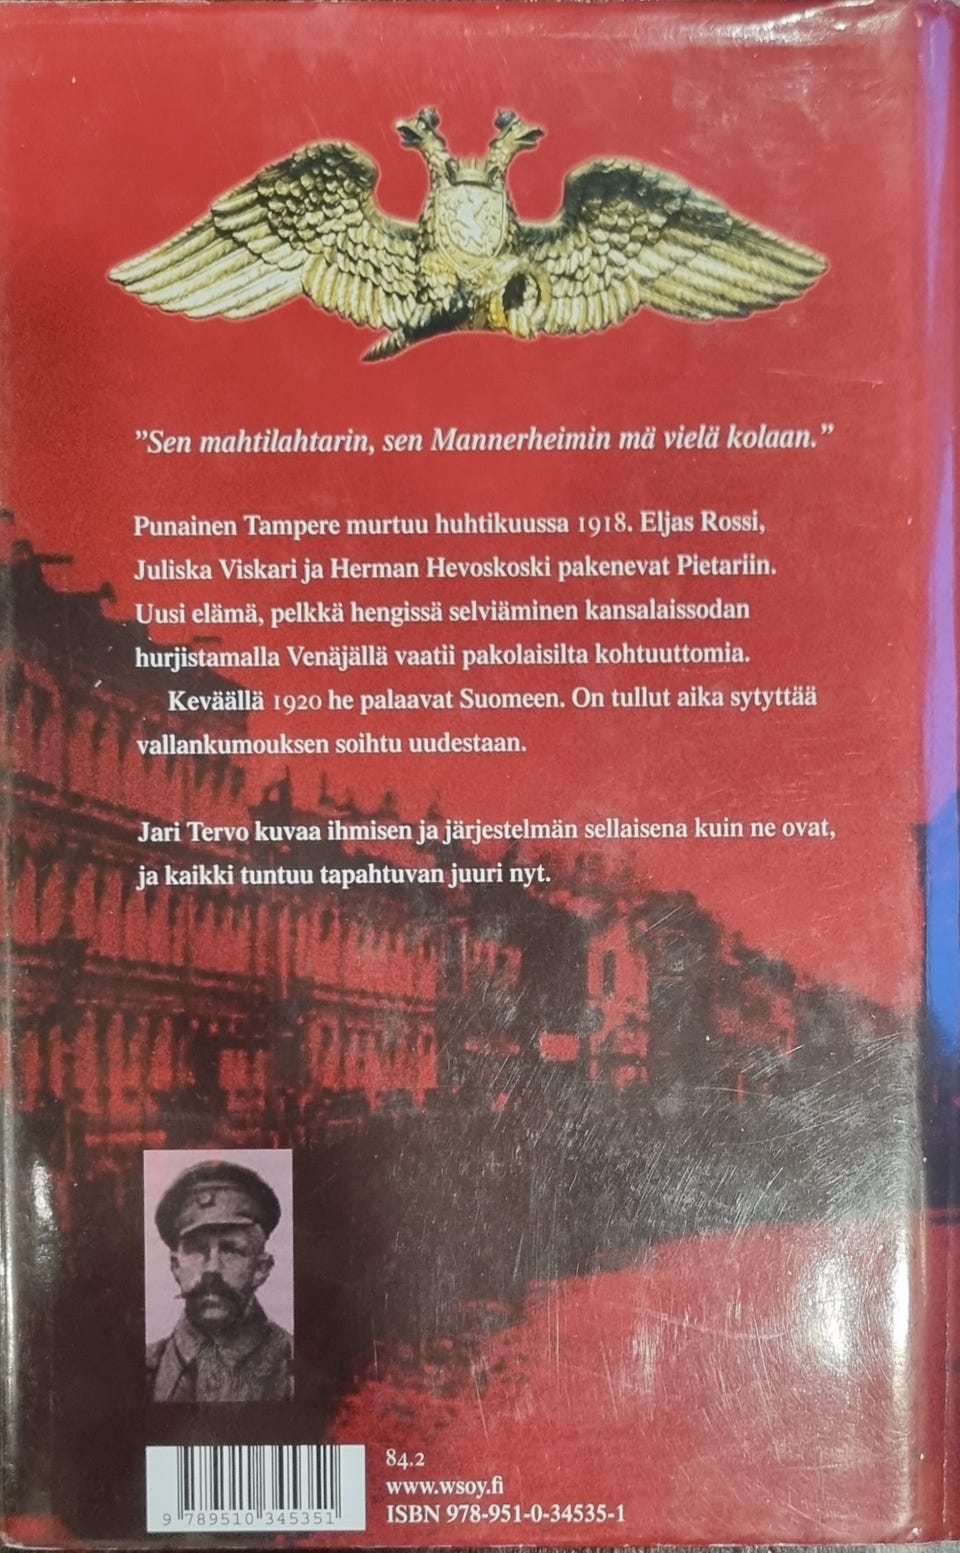 ”Sen mahtilahtarin, sen Mannerheimin mä vielä kolaan.”
Punainen Tampere murtuu huhtikuussa 1918. Eljas Rossi,
Juliska Viskari ja Herman Hevoskoski pakenevat Pietariin.
Uusi elämä, pelkkä hengissä selviäminen kansalaissodan
hurjistamalla Venäjällä vaatii pakolaisilta kohtuuttomia.
Keväällä 1920 he palaavat Suomeen. On tullut aika sytyttää
vallankumouksen soihtu uudestaan.
Jari Tervo kuvaa ihmisen ja järjestelmän sellaisena kuin ne ovat,
ja kaikki tuntuu tapahtuvan juuri nyt.
84.2
www.wsoy.fi
ISBN 978-951-0-34535-1
9 789510 345351